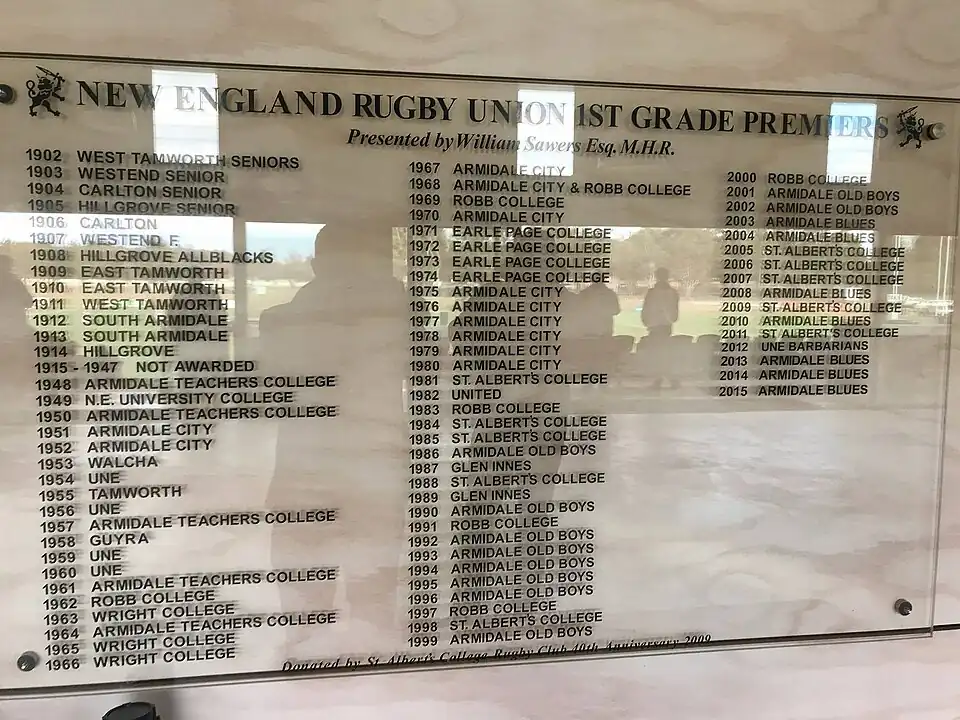 NEW ENGLAND RUGBY UNION 1ST GRADE PREMIERS
Presented by William Sawers Esq. M.H.R.
1902 WEST TAMWORTH SENIORS
1903 WESTEND SENIOR
1904 CARLTON SENIOR
1905 HILLGROVE SENIOR
1906 CARLTON
1907 WESTEND F.
1908 HILLGROVE ALLBLACKS
1909 EAST TAMWORTH
1910 EAST TAMWORTH
1911 WEST TAMWORTH
1912 SOUTH ARMIDALE
1913 SOUTH ARMIDALE
1914 HILLGROVE
1915 - 1947 NOT AWARDED
1948 ARMIDALE TEACHERS COLLEGE
1949 N.E. UNIVERSITY COLLEGE
1950 ARMIDALE TEACHERS COLLEGE
1951 ARMIDALE CITY
1952 ARMIDALE CITY
1953 WALCHA
1954 UNE
1955 TAMWORTH
1956 UNE
1957 ARMIDALE TEACHERS COLLEGE
1958 GUYRA
1959 UNE
1960 UNE
1961 ARMIDALE TEACHERS COLLEGE
1962 ROBB COLLEGE
1963 WRIGHT COLLEGE
1964 ARMIDALE TEACHERS COLLEGE
1965 WRIGHT COLLEGE
1966 WRIGHT COLLEGE
1967 ARMIDALE CITY
1968 ARMIDALE CITY & ROBB COLLEGE
1969 ROBB COLLEGE
1970 ARMIDALE CITY
1971 EARLE PAGE COLLEGE
1972 EARLE PAGE COLLEGE
1973 EARLE PAGE COLLEGE
1974 EARLE PAGE COLLEGE
1975 ARMIDALE CITY
1976 ARMIDALE CITY
1977 ARMIDALE CITY
1978 ARMIDALE CITY
1979 ARMIDALE CITY
1980 ARMIDALE CITY
1981 ST. ALBERT'S COLLEGE
1982 UNITED
1983 ROBB COLLEGE
1984 ST. ALBERT'S COLLEGE
1985 ST. ALBERT'S COLLEGE
1986 ARMIDALE OLD BOYS
1987 GLEN INNES
1988 ST. ALBERT'S COLLEGE
1989 GLEN INNES
1990 ARMIDALE OLD BOYS
1991 ROBB COLLEGE
1992 ARMIDALE OLD BOYS
1993 ARMIDALE OLD BOYS
1994 ARMIDALE OLD BOYS
1995 ARMIDALE OLD BOYS
1996 ARMIDALE OLD BOYS
1997 ROBB COLLEGE
1998 ST. ALBERT'S COLLEGE
1999 ARMIDALE OLD BOYS
2000 ROBB COLLEGE
2001 ARMIDALE OLD BOYS
2002 ARMIDALE OLD BOYS
2003 ARMIDALE BLUES
2004 ARMIDALE BLUES
2005 ST. ALBERT'S COLLEGE
2006 ST. ALBERT'S COLLEGE
2007 ST. ALBERT'S COLLEGE
2008 ARMIDALE BLUES
2009 ST. ALBERT'S COLLEGE
2010 ARMIDALE BLUES
2011 ST ALBERT'S COLLEGE
2012 UNE BARBARIANS
2013 ARMIDALE BLUES
2014 ARMIDALE BLUES
2015 ARMIDALE BLUES
Donated by St. Albert's College Rugby Club 40th Anniversary 2009